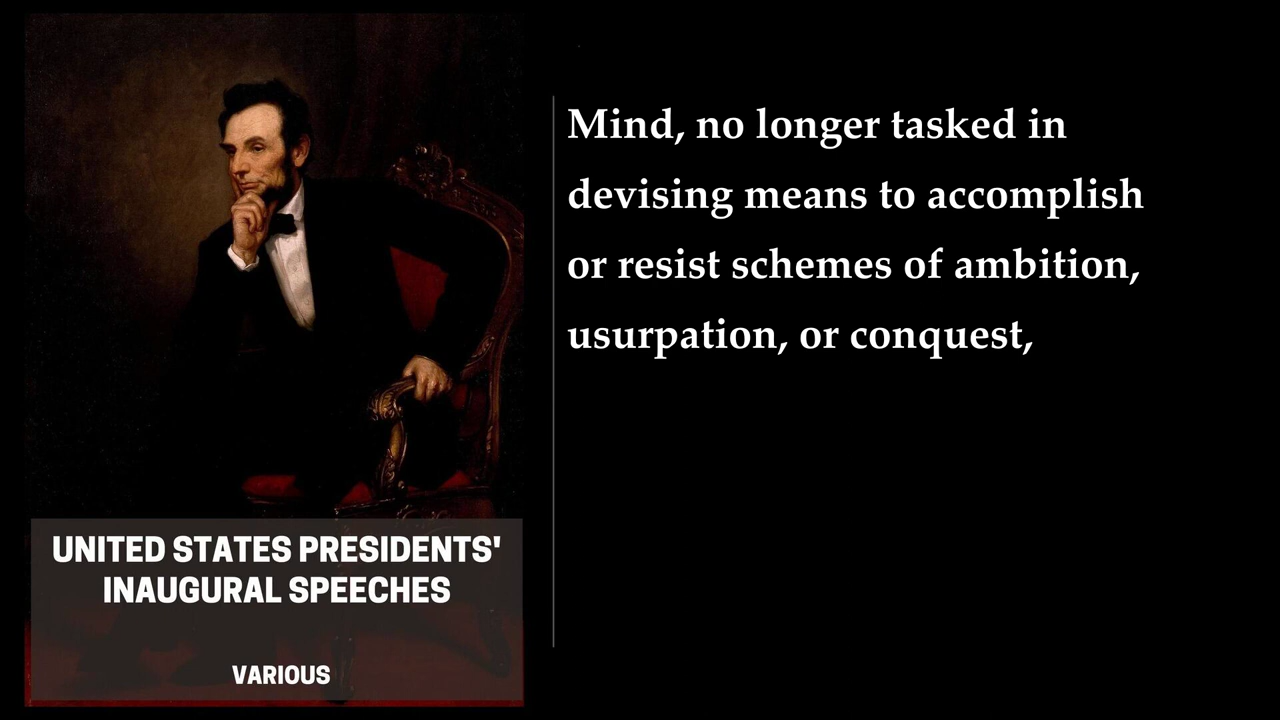 Mind, no longer tasked in
devising means to accomplish
or resist schemes of ambition,
usurpation, or conquest,
UNITED STATES PRESIDENTS'
INAUGURAL SPEECHES
VARIOUS